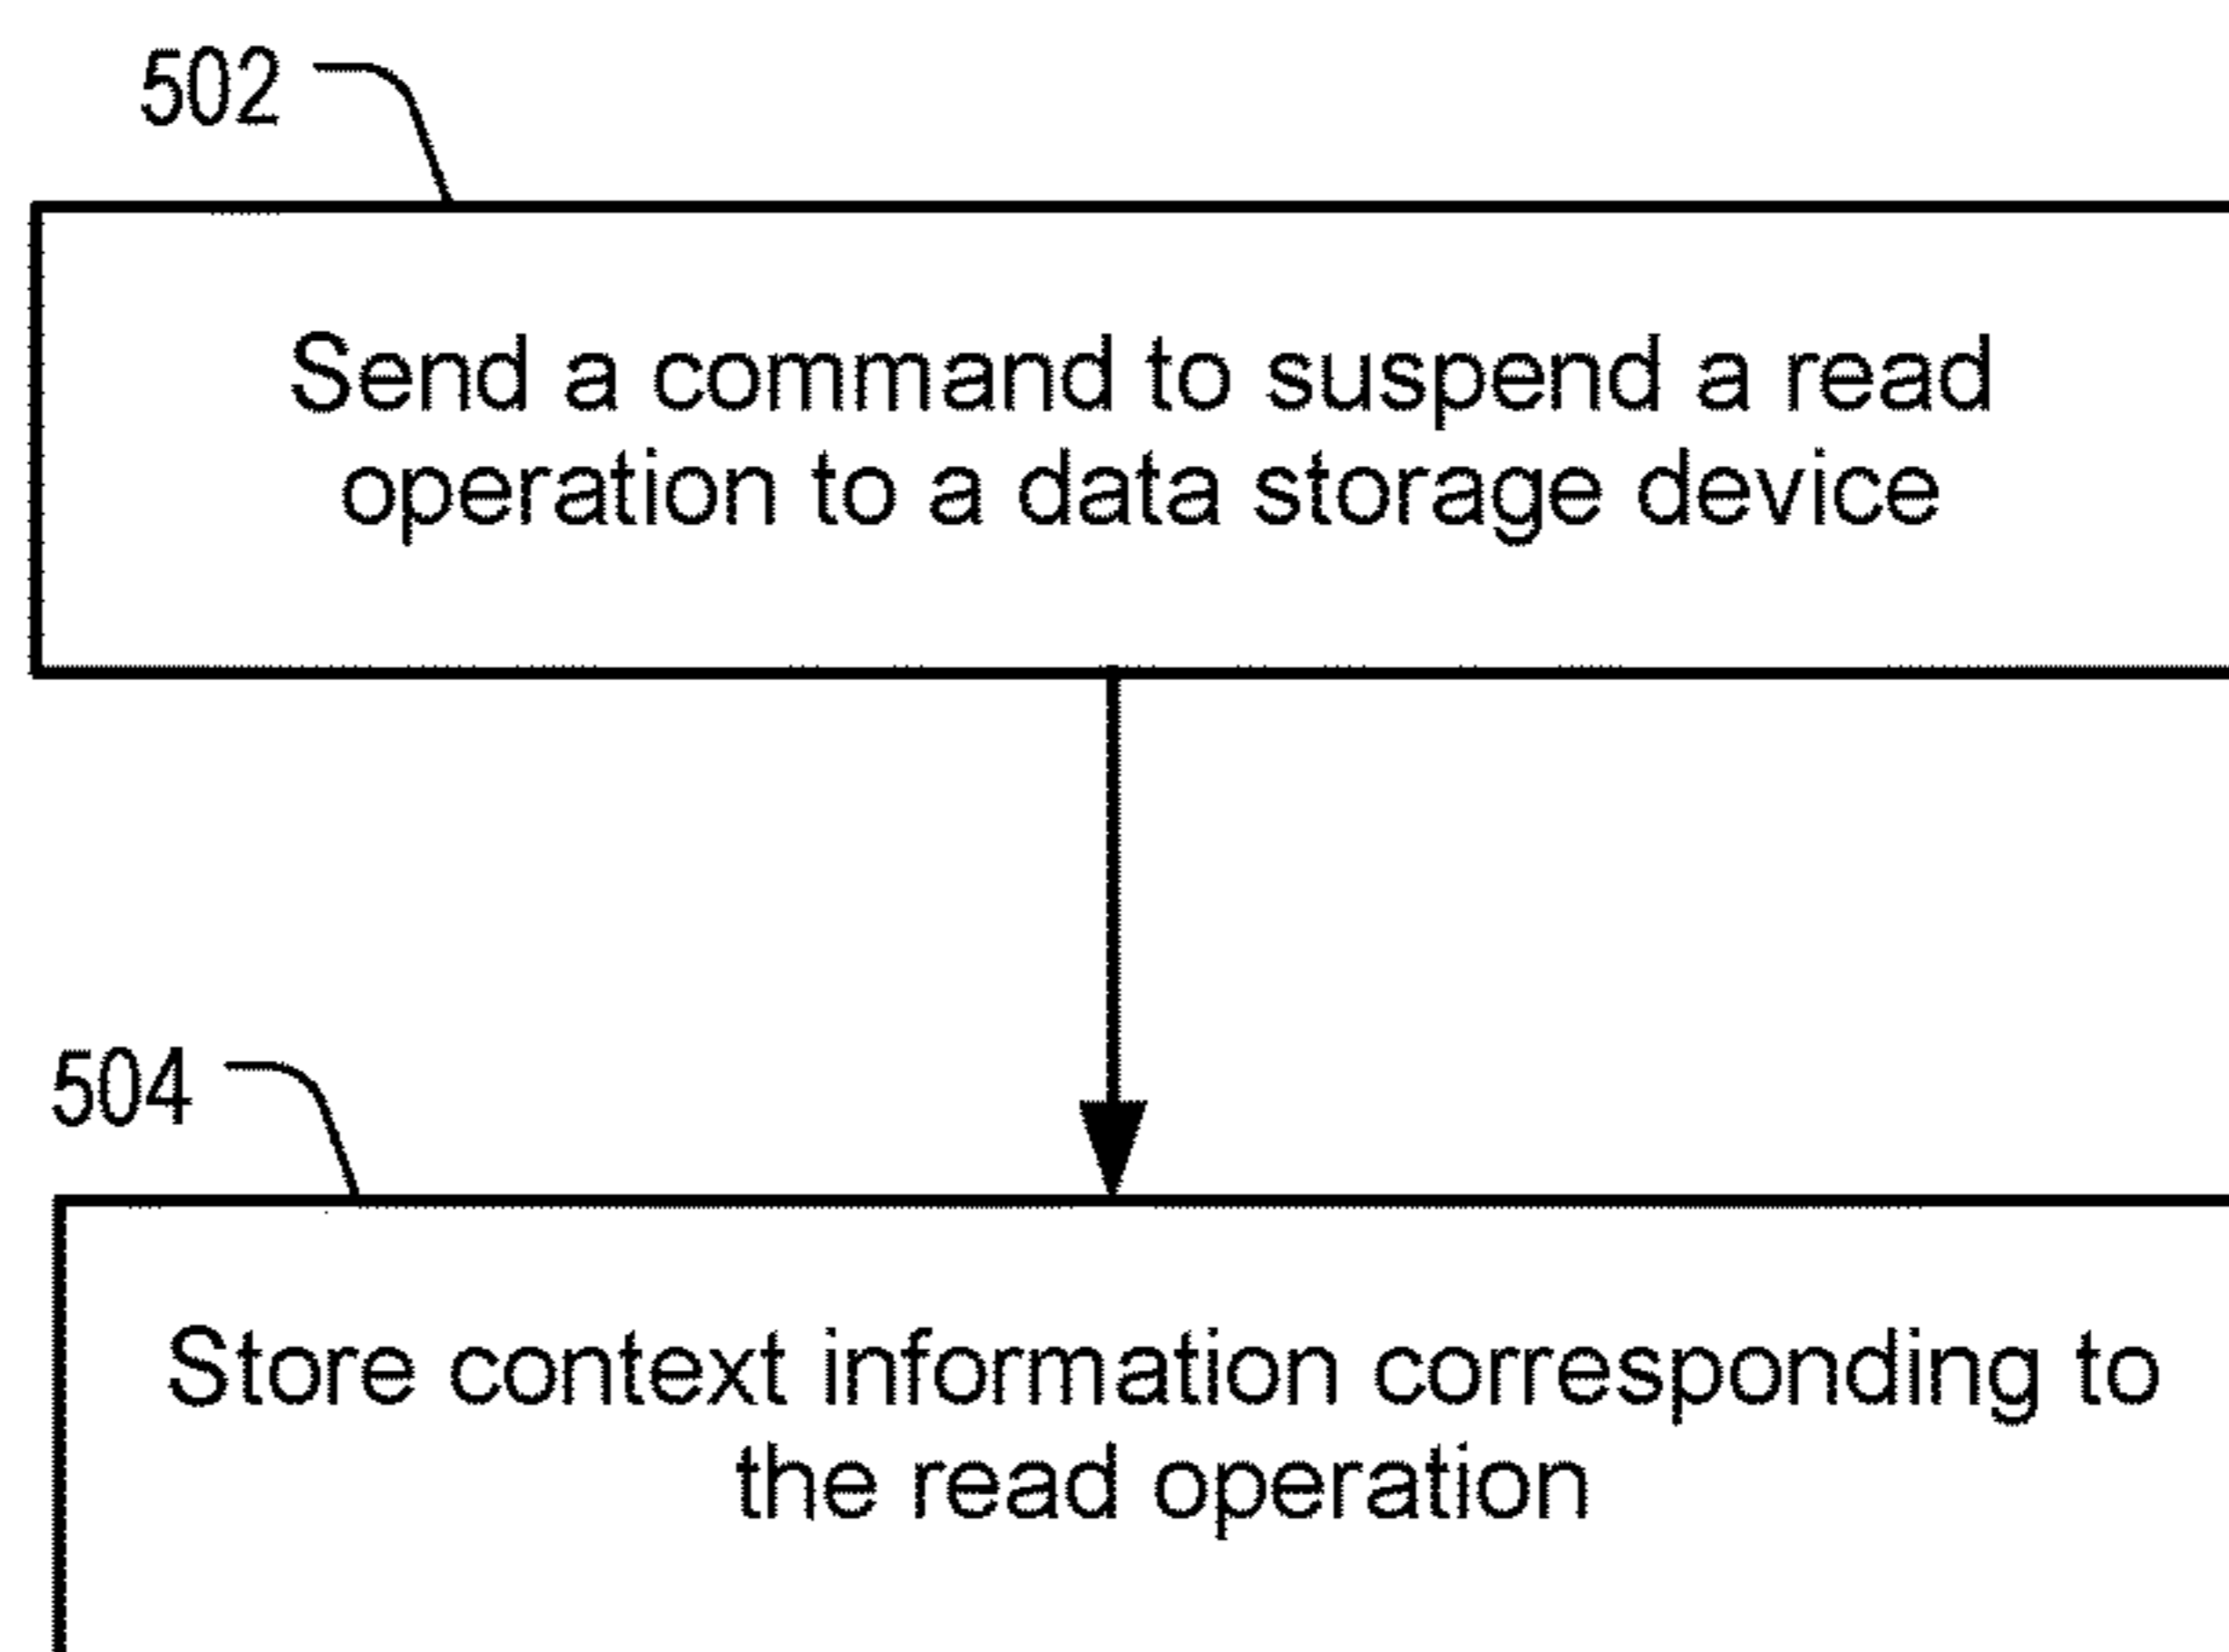 502
Send a command to suspend a read
operation to a data storage device
504
Store context information corresponding to
the read operation